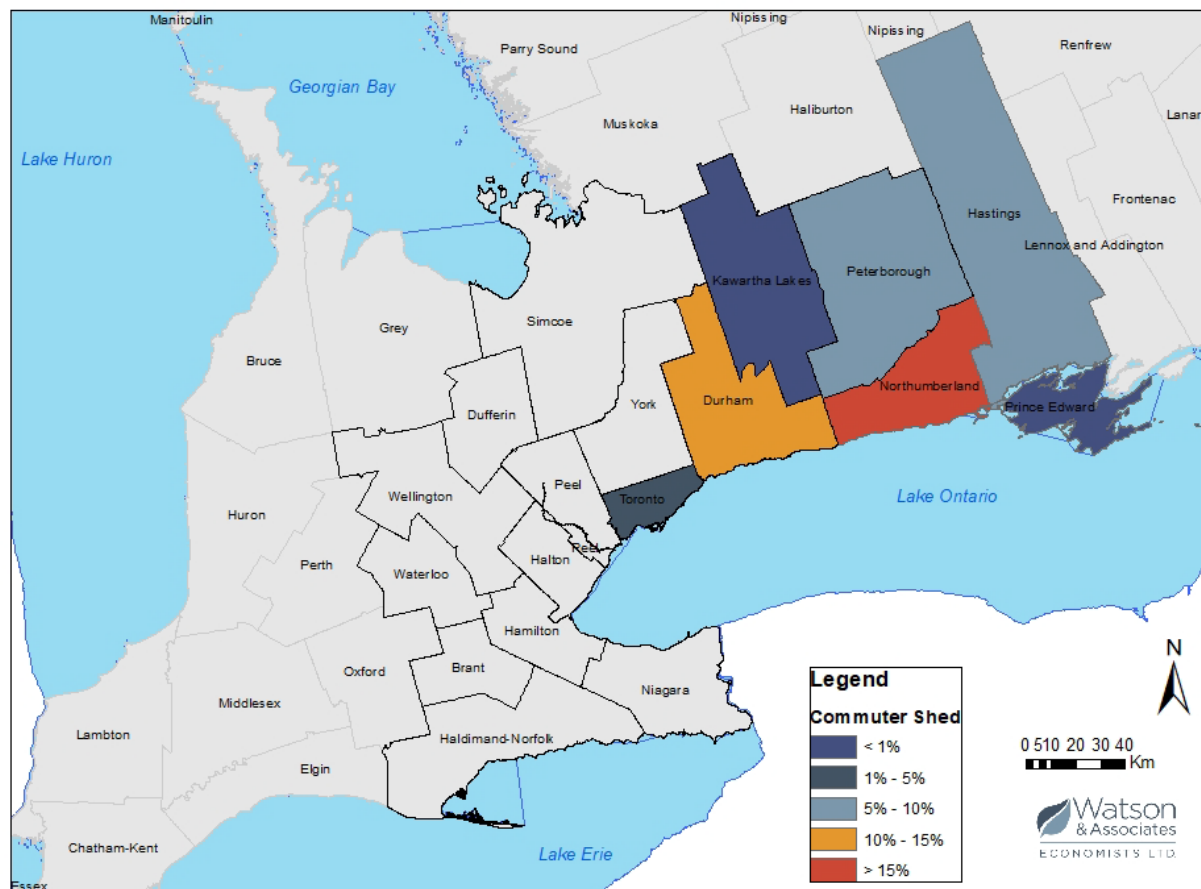 Manitoulin
Nipissing
Nipissing
Parry Sound
Renfrew
Georgian Bay
Haliburton
Muskoka
Lanar
Lake Huron
Frontenac
Hastings
Lennox and Addington
Kawartha Lakes
Peterborough
Simcoe
Grey
Bruce
Northumberland
York
Durham
Prince Edward
Dufferin
Peel
Toronto
Lake Ontario
Wellington
Huron
Peel
Halton
Perth
Waterloo
Hamilton
Oxford
Brant
Niagara
Middlesex
Lambton
Haldimand-Norfolk
Elgin
Chatham-Kent
Lake Erie
Essex
N
Legend
Commuter Shed
< 1%
1% - 5%
5% - 10%
10% - 15%
> 15%
0 510 20 30 40
Km
Watson
& Associates
ECONOMISTS LTD.